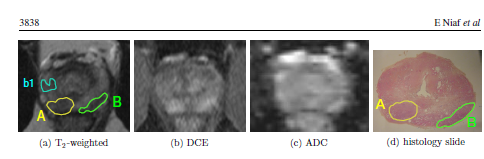 3838 E Niaf et al
b1
A
B
A
B
(a) T2-weighted (b) DCE (c) ADC (d) histology slide